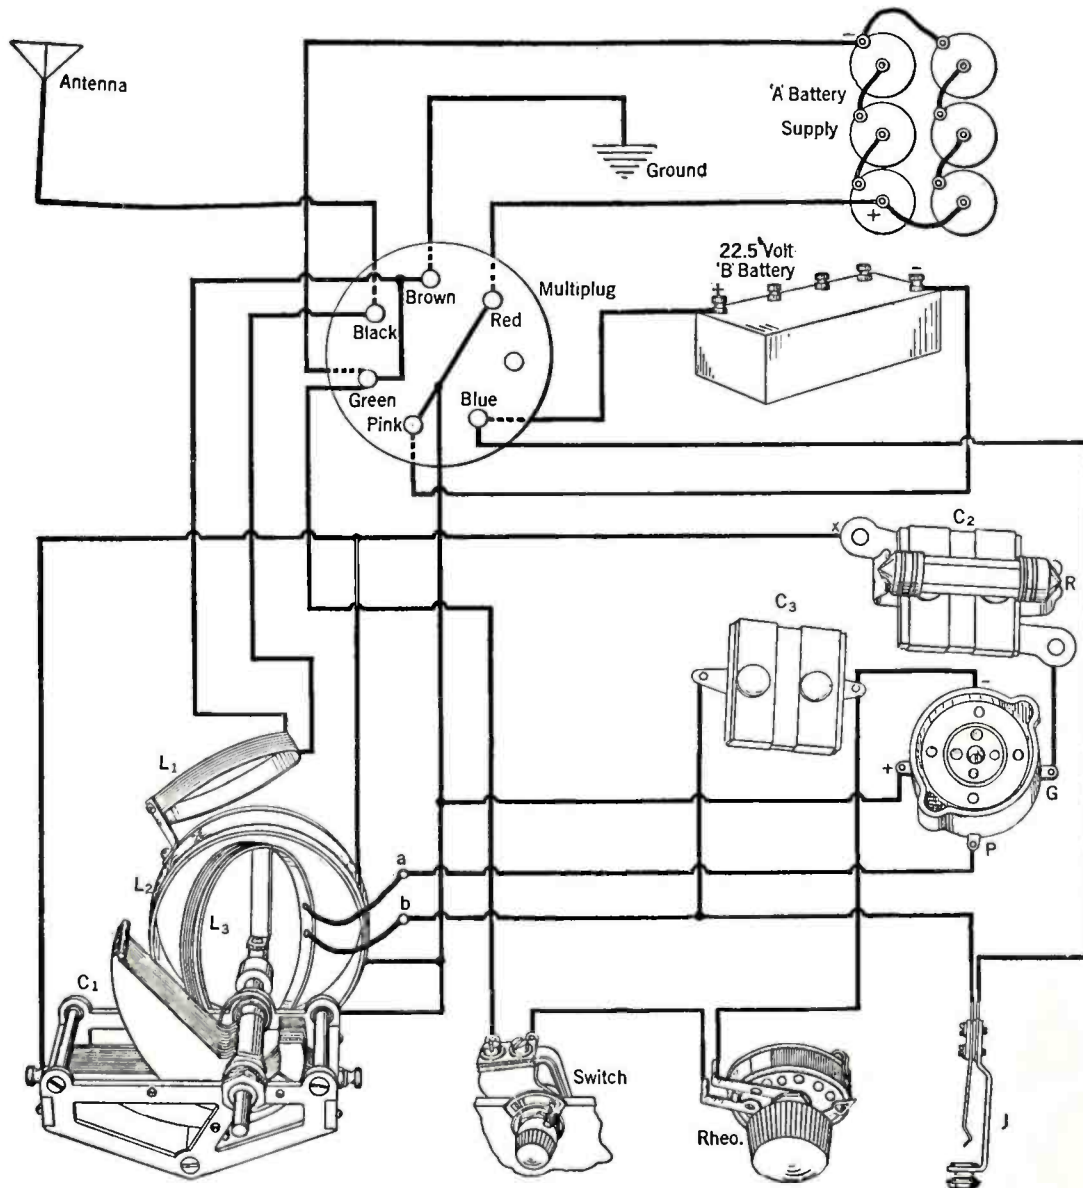 Antenna
-
'A' Battery
Supply
+
Ground
22.5 Volt
'B' Battery
+
-
Multiplug
Brown
Red
Black
Green
Blue
Pink
x
C2
R
C3
-
+
G
P
L1
a
L2
b
L3
C1
Switch
Rheo.
J